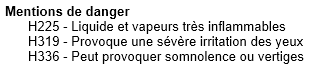 Mentions de danger
H225 - Liquide et vapeurs très inflammables
H319 - Provoque une sévère irritation des yeux
H336 - Peut provoquer somnolence ou vertiges